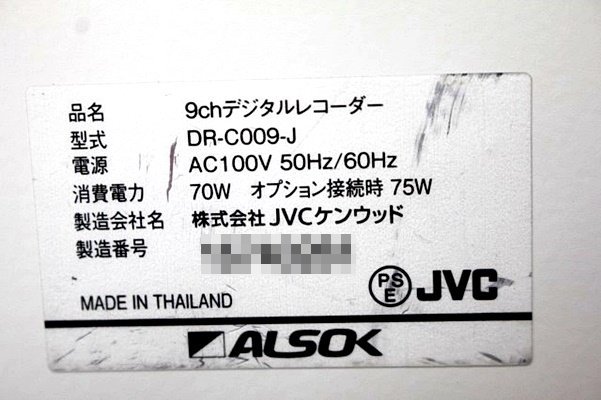 品名 9chデジタルレコーダー
型式 DR-C009-J
電源 AC100V 50Hz/60Hz
消費電力 70W オプション接続時 75W
製造会社名 株式会社 JVCケンウッド
製造番号
PSE JVC
MADE IN THAILAND
ALSOK